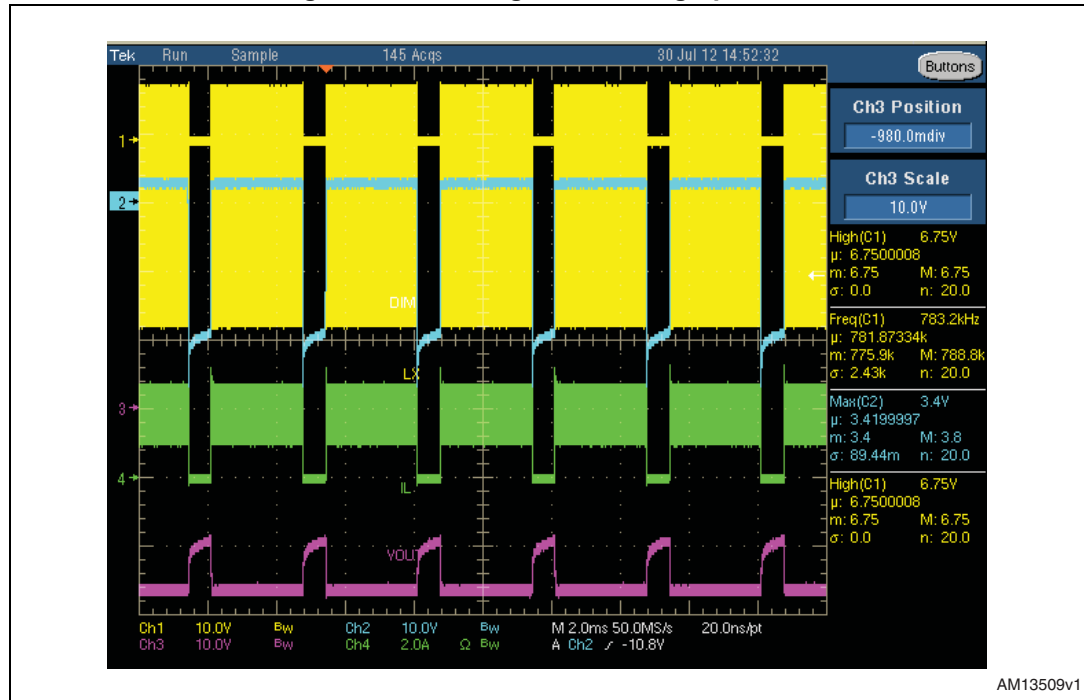 Tek Run Sample 145 Acqs 30 Jul 12 14:52:32
Buttons
Ch3 Position
-980.0mdiv
Ch3 Scale
10.0V
High(C1) 6.75V
µ: 6.7500008
m: 6.75 M: 6.75
σ: 0.0 n: 20.0
Freq(C1) 783.2kHz
µ: 781.87334k
m: 775.9k M: 788.8k
σ: 2.43k n: 20.0
Max(C2) 3.4V
µ: 3.4199997
m: 3.4 M: 3.8
σ: 89.44m n: 20.0
High(C1) 6.75V
µ: 6.7500008
m: 6.75 M: 6.75
σ: 0.0 n: 20.0
1
2
DIM
LX
3
4
IL
VOUT
Ch1 10.0V Bw Ch2 10.0V Bw M 2.0ms 50.0MS/s 20.0ns/pt
Ch3 10.0V Bw Ch4 2.0A Ω Bw A Ch2 -10.8V
AM13509v1